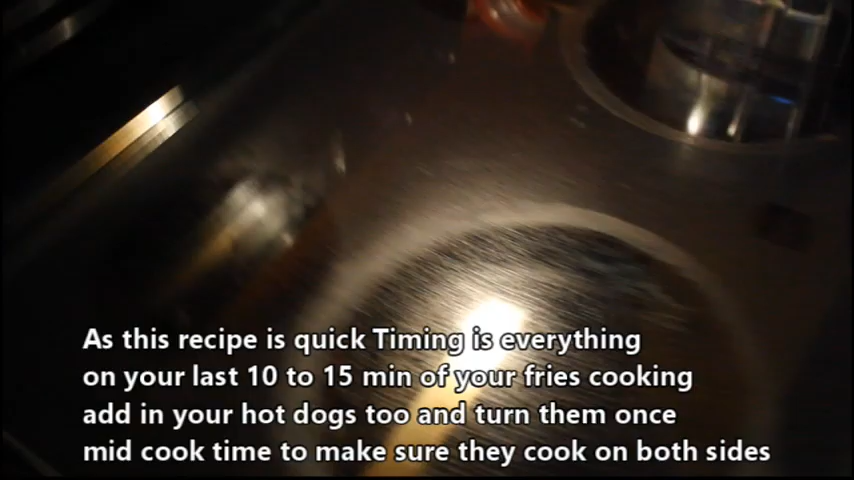 As this recipe is quick Timing is everything
on your last 10 to 15 min of your fries cooking
add in your hot dogs too and turn them once
mid cook time to make sure they cook on both sides